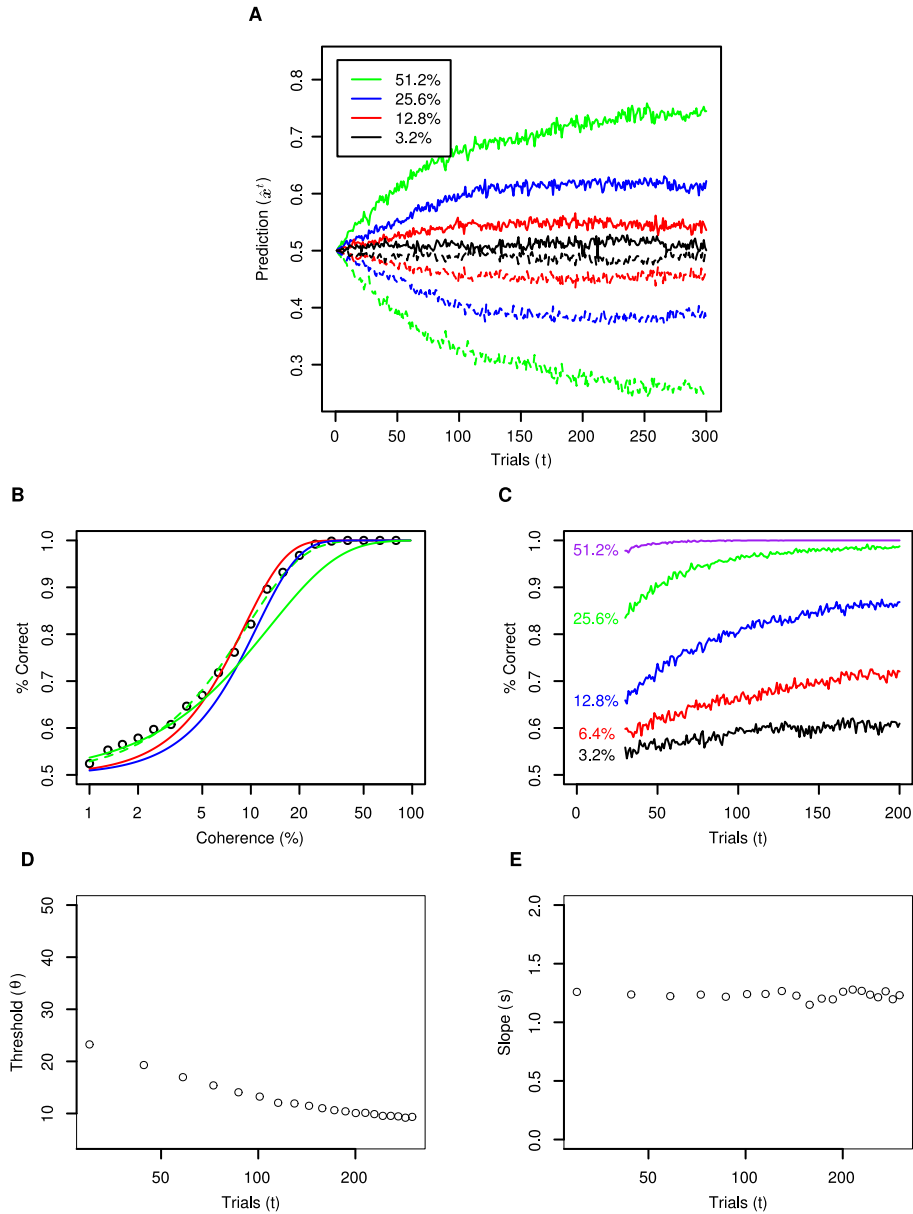 A
51.2%
25.6%
12.8%
3.2%
0.8
0.7
0.6
0.5
0.4
0.3
Prediction (x̂ᵗ)
0 50 100 150 200 250 300
Trials (t)
B
1.0
0.9
0.8
0.7
0.6
0.5
% Correct
1 2 5 10 20 50 100
Coherence (%)
C
1.0
0.9
0.8
0.7
0.6
0.5
% Correct
51.2%
25.6%
12.8%
6.4%
3.2%
0 50 100 150 200
Trials (t)
D
50
40
30
20
10
Threshold (θ)
50 100 200
Trials (t)
E
2.0
1.5
1.0
0.5
0.0
Slope (s)
50 100 200
Trials (t)